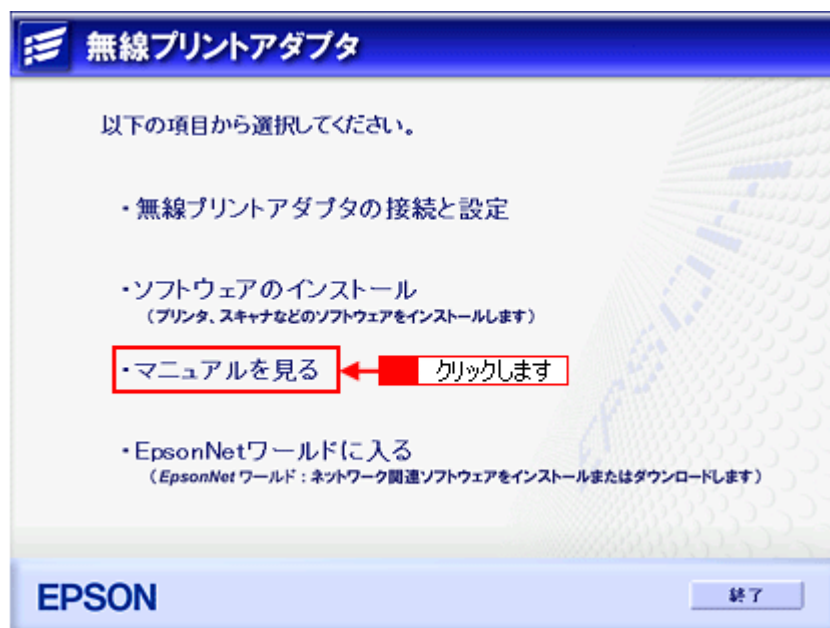 無線プリントアダプタ
以下の項目から選択してください。
・無線プリントアダプタの接続と設定
・ソフトウェアのインストール
（プリンタ、スキャナなどのソフトウェアをインストールします）
・マニュアルを見る
クリックします
・EpsonNetワールドに入る
（EpsonNet ワールド：ネットワーク関連ソフトウェアをインストールまたはダウンロードします）
EPSON
終了